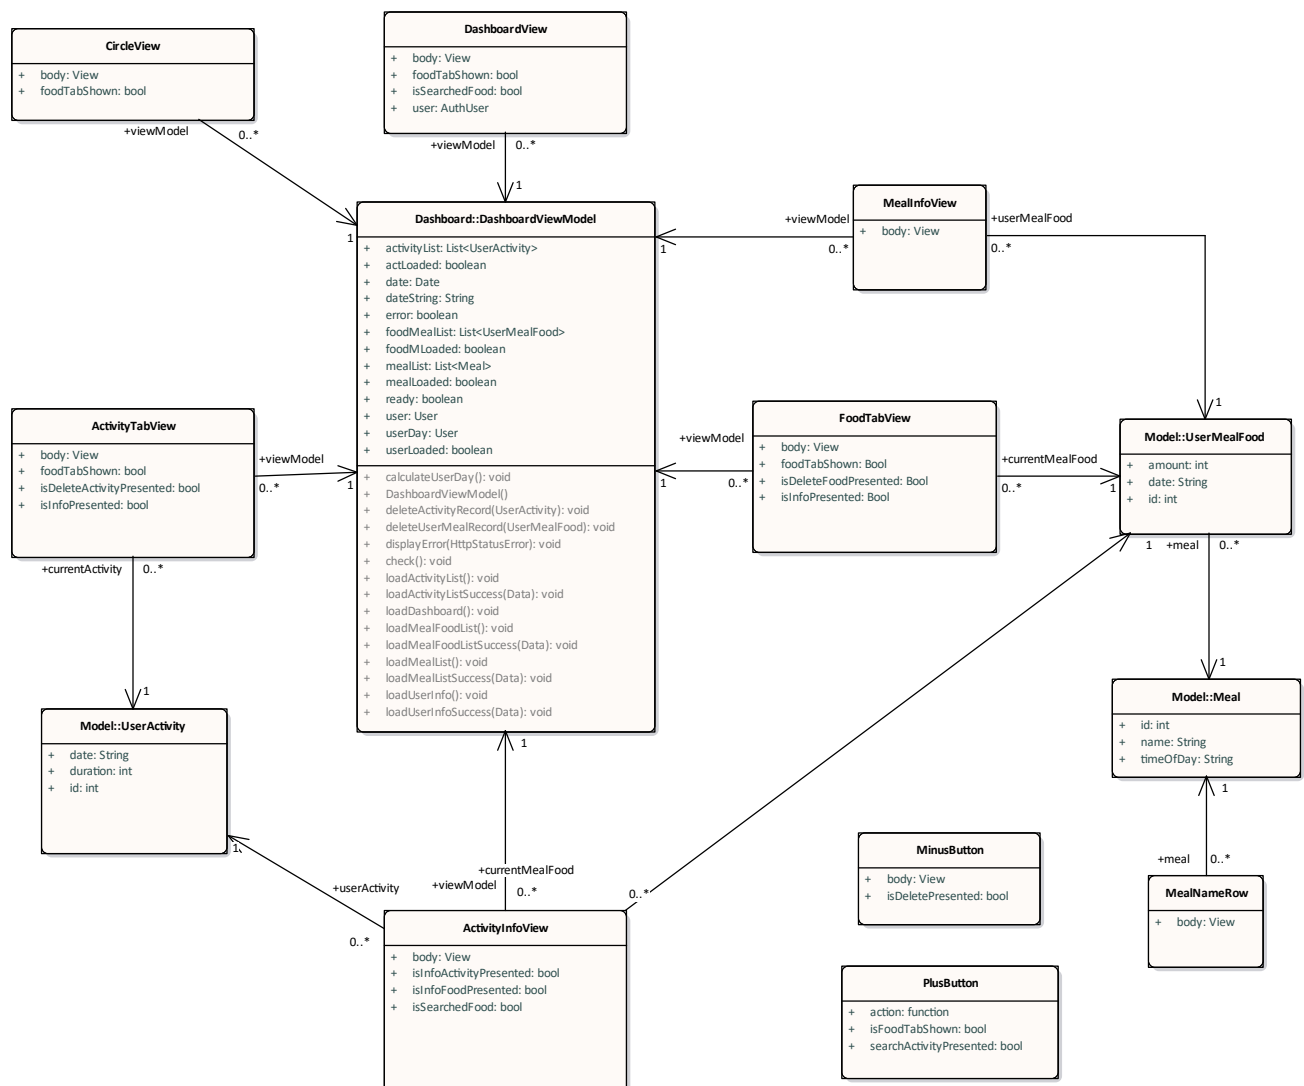 CircleView
+ body: View
+ foodTabShown: bool
+viewModel
0..*
1
DashboardView
+ body: View
+ foodTabShown: bool
+ isSearchedFood: bool
+ user: AuthUser
+viewModel
0..*
1
Dashboard::DashboardViewModel
+ activityList: List<UserActivity>
+ actLoaded: boolean
+ date: Date
+ dateString: String
+ error: boolean
+ foodMealList: List<UserMealFood>
+ foodMLoaded: boolean
+ mealList: List<Meal>
+ mealLoaded: boolean
+ ready: boolean
+ user: User
+ userDay: User
+ userLoaded: boolean
+ calculateUserDay(): void
+ DashboardViewModel()
+ deleteActivityRecord(UserActivity): void
+ deleteUserMealRecord(UserMealFood): void
+ displayError(HttpStatusError): void
+ check(): void
+ loadActivityList(): void
+ loadActivityListSuccess(Data): void
+ loadDashboard(): void
+ loadMealFoodList(): void
+ loadMealFoodListSuccess(Data): void
+ loadMealList(): void
+ loadMealListSuccess(Data): void
+ loadUserInfo(): void
+ loadUserInfoSuccess(Data): void
MealInfoView
+ body: View
+viewModel
0..*
1
+userMealFood
0..*
1
ActivityTabView
+ body: View
+ foodTabShown: bool
+ isDeleteActivityPresented: bool
+ isInfoPresented: bool
+viewModel
0..*
1
+currentActivity
0..*
1
FoodTabView
+ body: View
+ foodTabShown: Bool
+ isDeleteFoodPresented: Bool
+ isInfoPresented: Bool
+viewModel
0..*
1
+currentMealFood
0..*
1
Model::UserMealFood
+ amount: int
+ date: String
+ id: int
1
+meal
0..*
1
Model::UserActivity
+ date: String
+ duration: int
+ id: int
1
Model::Meal
+ id: int
+ name: String
+ timeOfDay: String
1
+meal
0..*
MealNameRow
+ body: View
MinusButton
+ body: View
+ isDeletePresented: bool
PlusButton
+ action: function
+ isFoodTabShown: bool
+ searchActivityPresented: bool
1
+currentMealFood
+viewModel
0..*
0..*
+userActivity
0..*
ActivityInfoView
+ body: View
+ isInfoActivityPresented: bool
+ isInfoFoodPresented: bool
+ isSearchedFood: bool